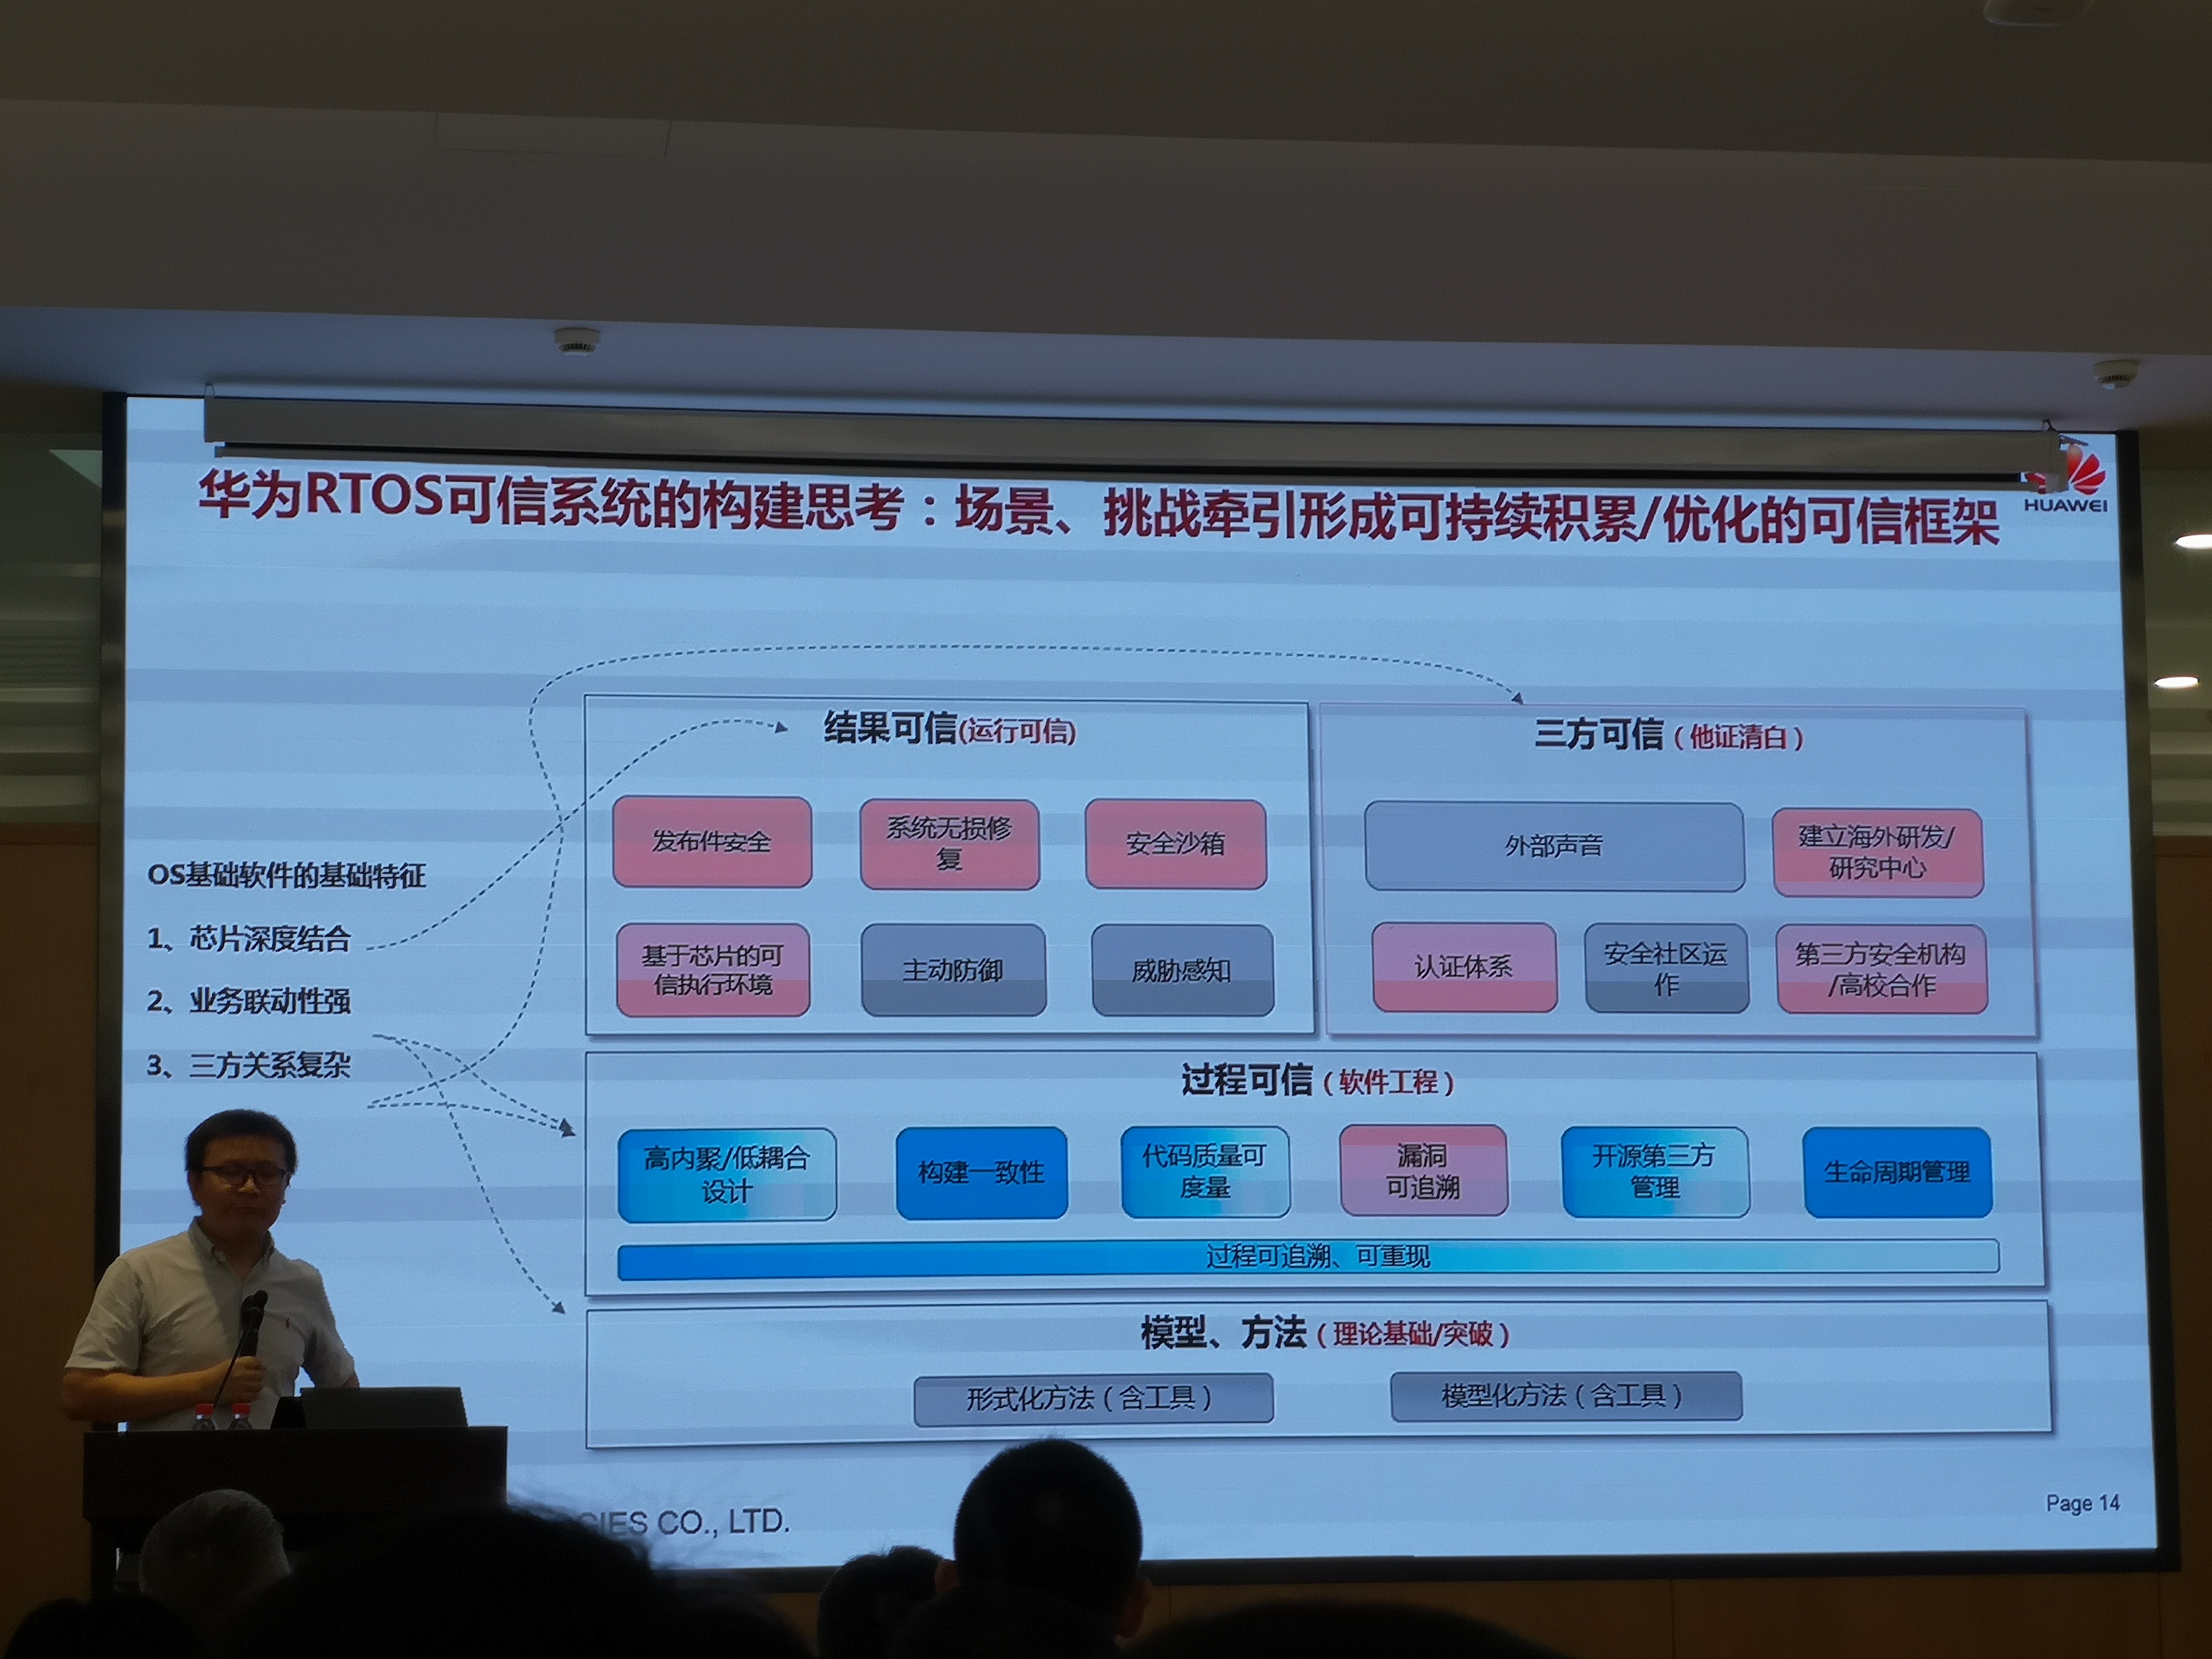 华为RTOS可信系统的构建思考：场景、挑战牵引形成可持续积累/优化的可信框架
HUAWEI
OS基础软件的基础特征
1、芯片深度结合
2、业务联动性强
3、三方关系复杂
结果可信(运行可信)
发布件安全
系统无损修
复
安全沙箱
基于芯片的可
信执行环境
主动防御
威胁感知
三方可信（他证清白）
外部声音
建立海外研发/
研究中心
认证体系
安全社区运
作
第三方安全机构
/高校合作
过程可信（软件工程）
高内聚/低耦合
设计
构建一致性
代码质量可
度量
漏洞
可追溯
开源第三方
管理
生命周期管理
过程可追溯、可重现
模型、方法（理论基础/突破）
形式化方法（含工具）
模型化方法（含工具）
CO., LTD.
Page 14